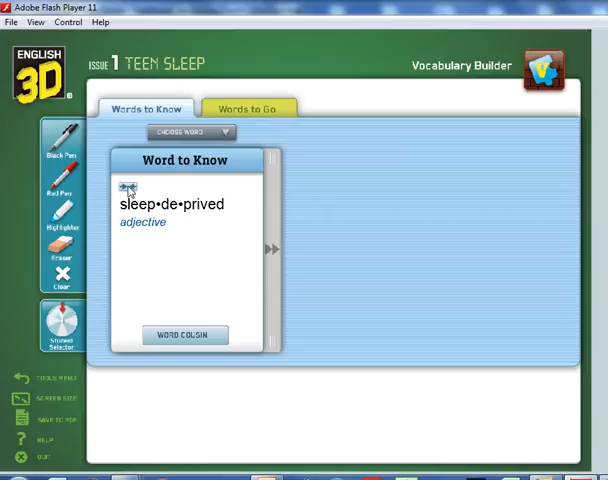 Adobe Flash Player 11
File View Control Help
ENGLISH
3D
ISSUE 1 TEEN SLEEP
Vocabulary Builder
V
Words to Know
Words to Go
CHOOSE WORD
Word to Know
sleep•de•prived
adjective
WORD COUSIN
Black Pen
Red Pen
Highlighter
Eraser
Clear
Student
Selector
TOOLS MENU
SCREEN SIZE
SAVE TO PDF
HELP
QUIT